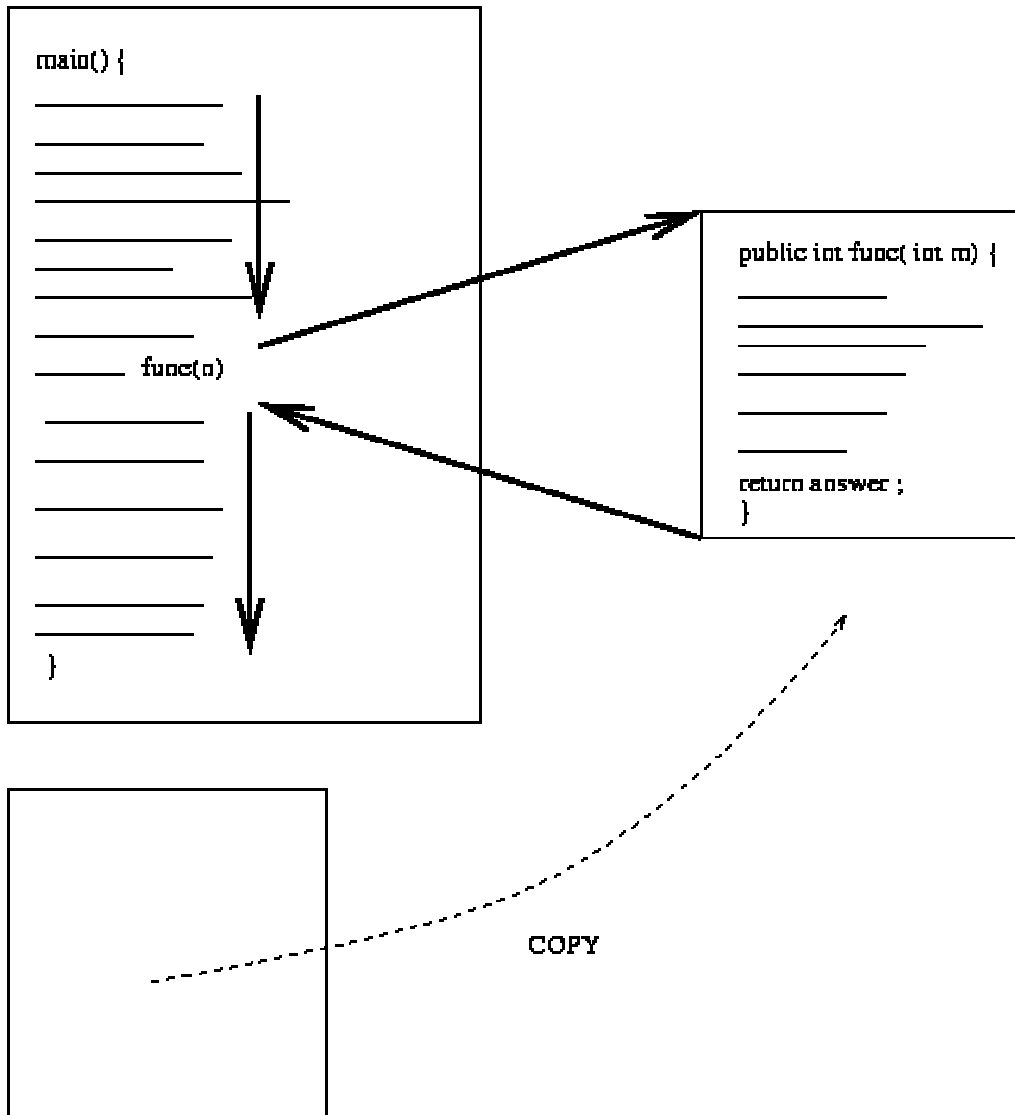 main() {
func(n)
}
public int func( int m) {
return answer ;
}
COPY